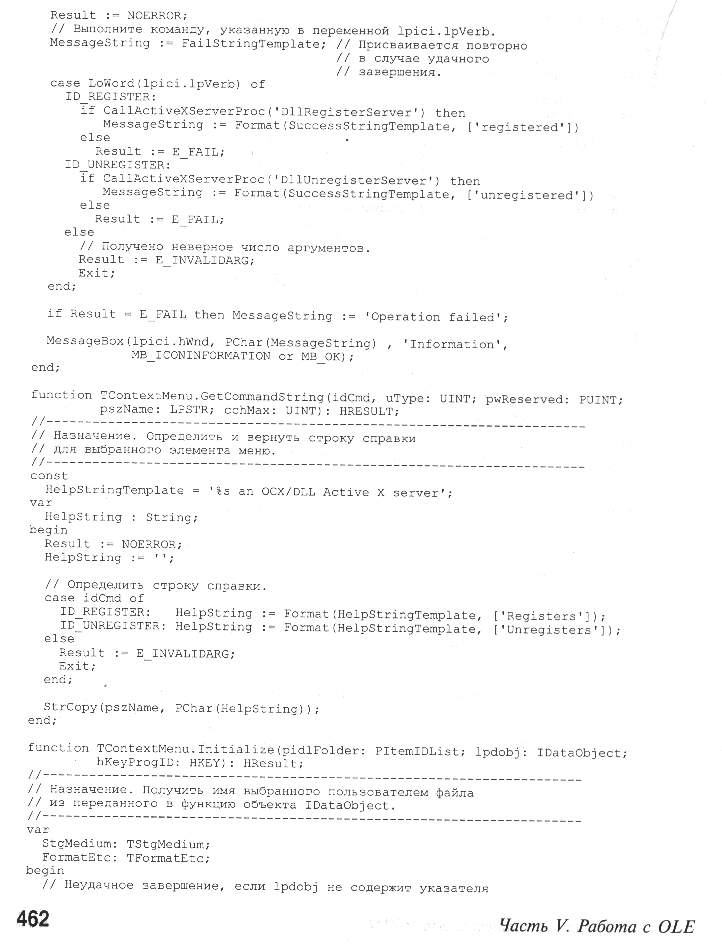 Result := NOERROR;
// Выполните команду, указанную в переменной lpici.lpVerb.
MessageString := FailStringTemplate; // Присваивается повторно
// в случае удачного
// завершения.
case LoWord(lpici.lpVerb) of
ID_REGISTER:
if CallActiveXServerProc('DllRegisterServer') then
MessageString := Format(SuccessStringTemplate, ['registered'])
else
Result := E_FAIL;
ID_UNREGISTER:
if CallActiveXServerProc('DllUnregisterServer') then
MessageString := Format(SuccessStringTemplate, ['unregistered'])
else
Result := E_FAIL;
else
// Получено неверное число аргументов.
Result := E_INVALIDARG;
Exit;
end;
if Result = E_FAIL then MessageString := 'Operation failed';
MessageBox(lpici.hWnd, PChar(MessageString) , 'Information',
MB_ICONINFORMATION or MB_OK);
end;
function TContextMenu.GetCommandString(idCmd, uType: UINT; pwReserved: PUINT;
pszName: LPSTR; cchMax: UINT): HRESULT;
//----------------------------------------------------------------------
// Назначение. Определить и вернуть строку справки
// для выбранного элемента меню.
//----------------------------------------------------------------------
const
HelpStringTemplate = '%s an OCX/DLL Active X server';
var
HelpString : String;
begin
Result := NOERROR;
HelpString := '';
// Определить строку справки.
case idCmd of
ID_REGISTER: HelpString := Format(HelpStringTemplate, ['Registers']);
ID_UNREGISTER: HelpString := Format(HelpStringTemplate, ['Unregisters']);
else
Result := E_INVALIDARG;
Exit;
end;
StrCopy(pszName, PChar(HelpString));
end;
function TContextMenu.Initialize(pidlFolder: PItemIDList; lpdobj: IDataObject;
hKeyProgID: HKEY): HResult;
//----------------------------------------------------------------------
// Назначение. Получить имя выбранного пользователем файла
// из переданного в функцию объекта IDataObject.
//----------------------------------------------------------------------
var
StgMedium: TStgMedium;
FormatEtc: TFormatEtc;
begin
// Неудачное завершение, если lpdobj не содержит указателя
462
Часть V. Работа с OLE